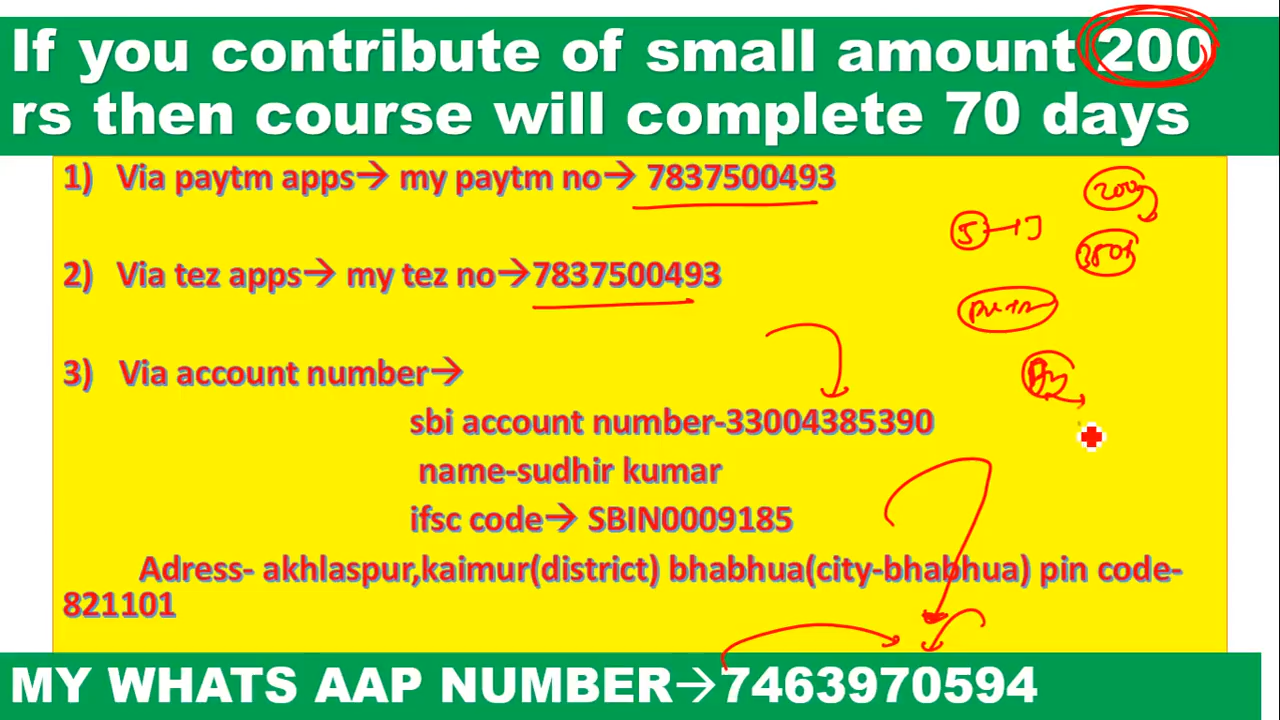 If you contribute of small amount 200
rs then course will complete 70 days
1) Via paytm apps→ my paytm no→ 7837500493
2) Via tez apps→ my tez no→7837500493
3) Via account number→
sbi account number-33004385390
name-sudhir kumar
ifsc code→ SBIN0009185
Adress- akhlaspur,kaimur(district) bhabhua(city-bhabhua) pin code-
821101
MY WHATS AAP NUMBER→7463970594